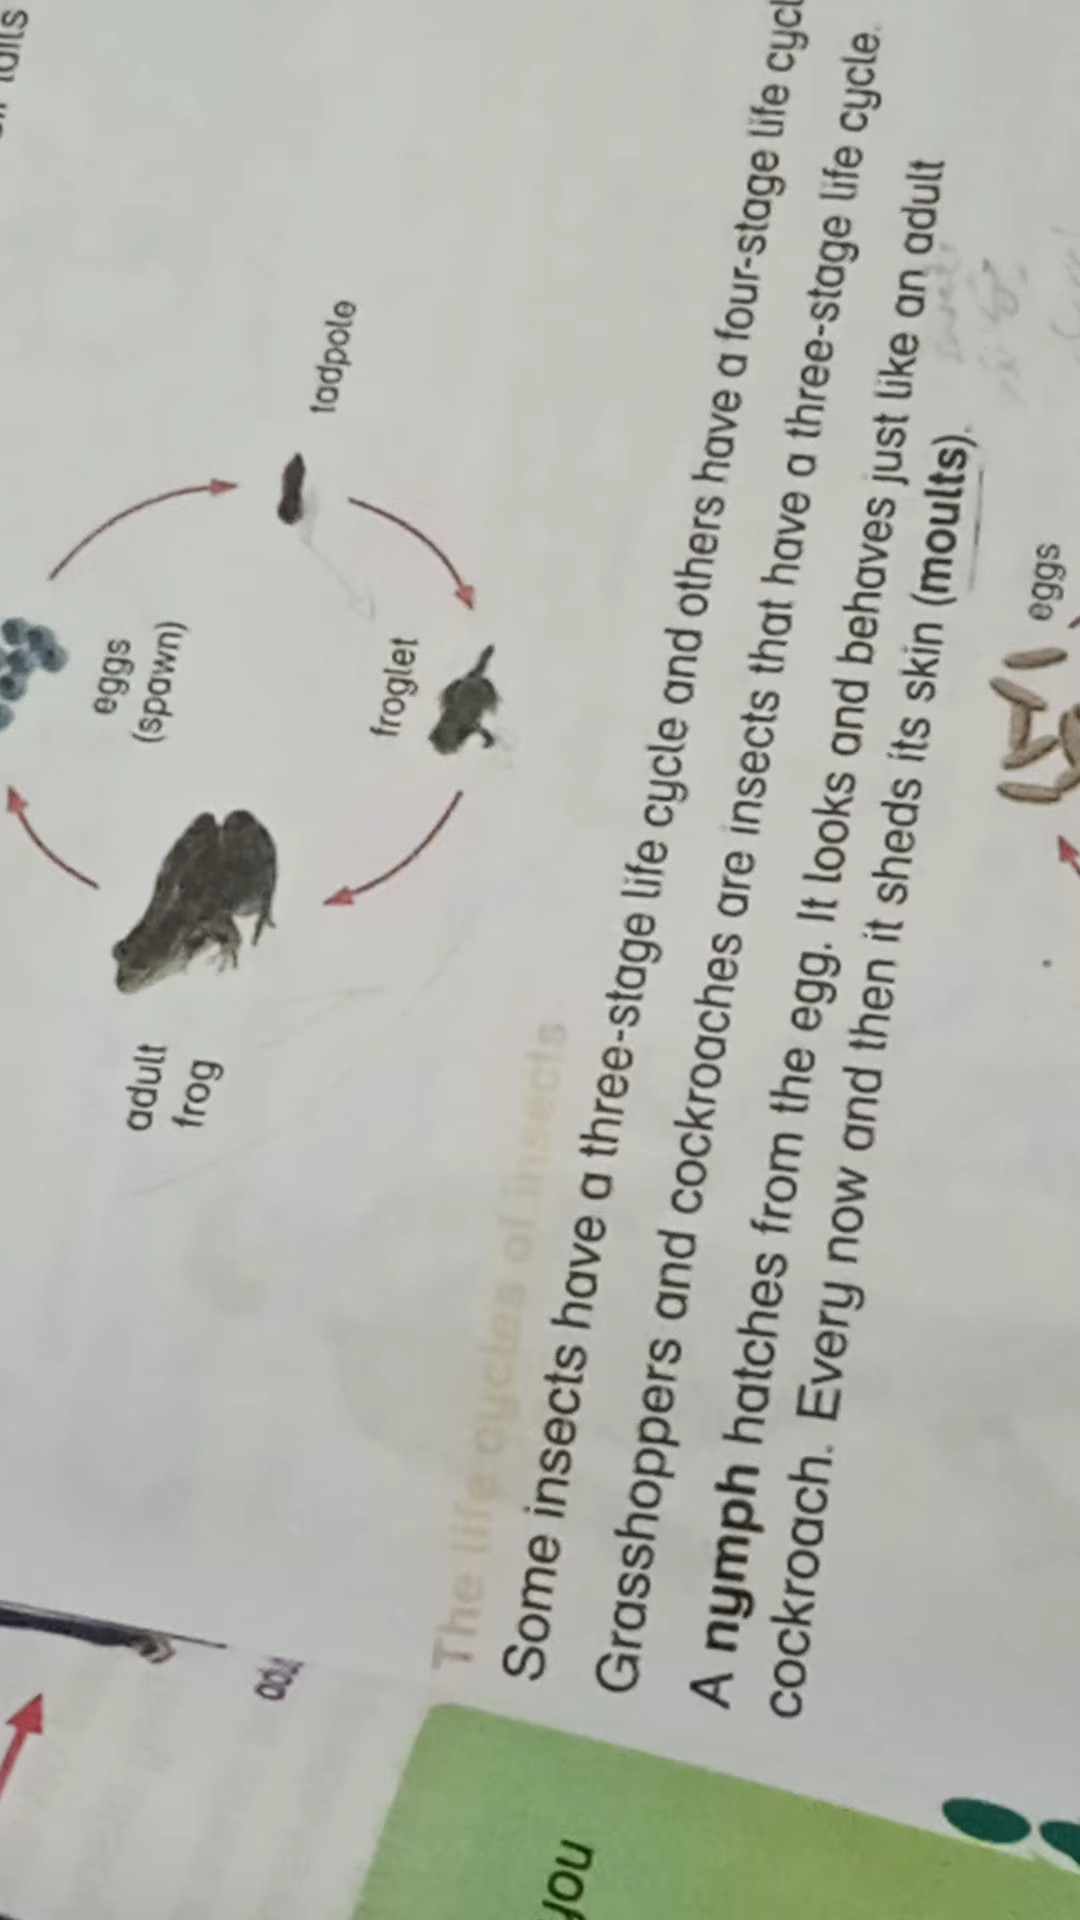 eggs
(spawn)
tadpole
froglet
adult
frog
The life cycles of insects
Some insects have a three-stage life cycle and others have a four-stage life
Grasshoppers and cockroaches are insects that have a three-stage life cycle.
A nymph hatches from the egg. It looks and behaves just like an adult
cockroach. Every now and then it sheds its skin (moults).
eggs
you